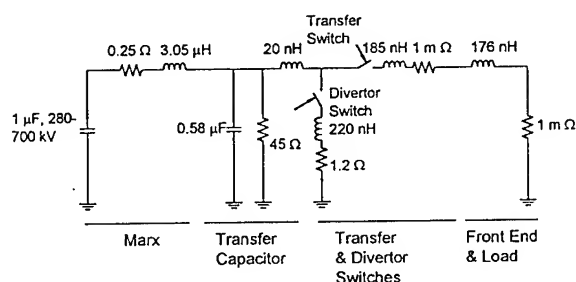 Transfer
Switch
0.25 Ω 3.05 μH 20 nH 185 nH 1 m Ω 176 nH
1 μF, 280-
700 kV
0.58 μF
45 Ω
Divertor
Switch
220 nH
1.2 Ω
1 m Ω
Marx
Transfer
Capacitor
Transfer
& Divertor
Switches
Front End
& Load